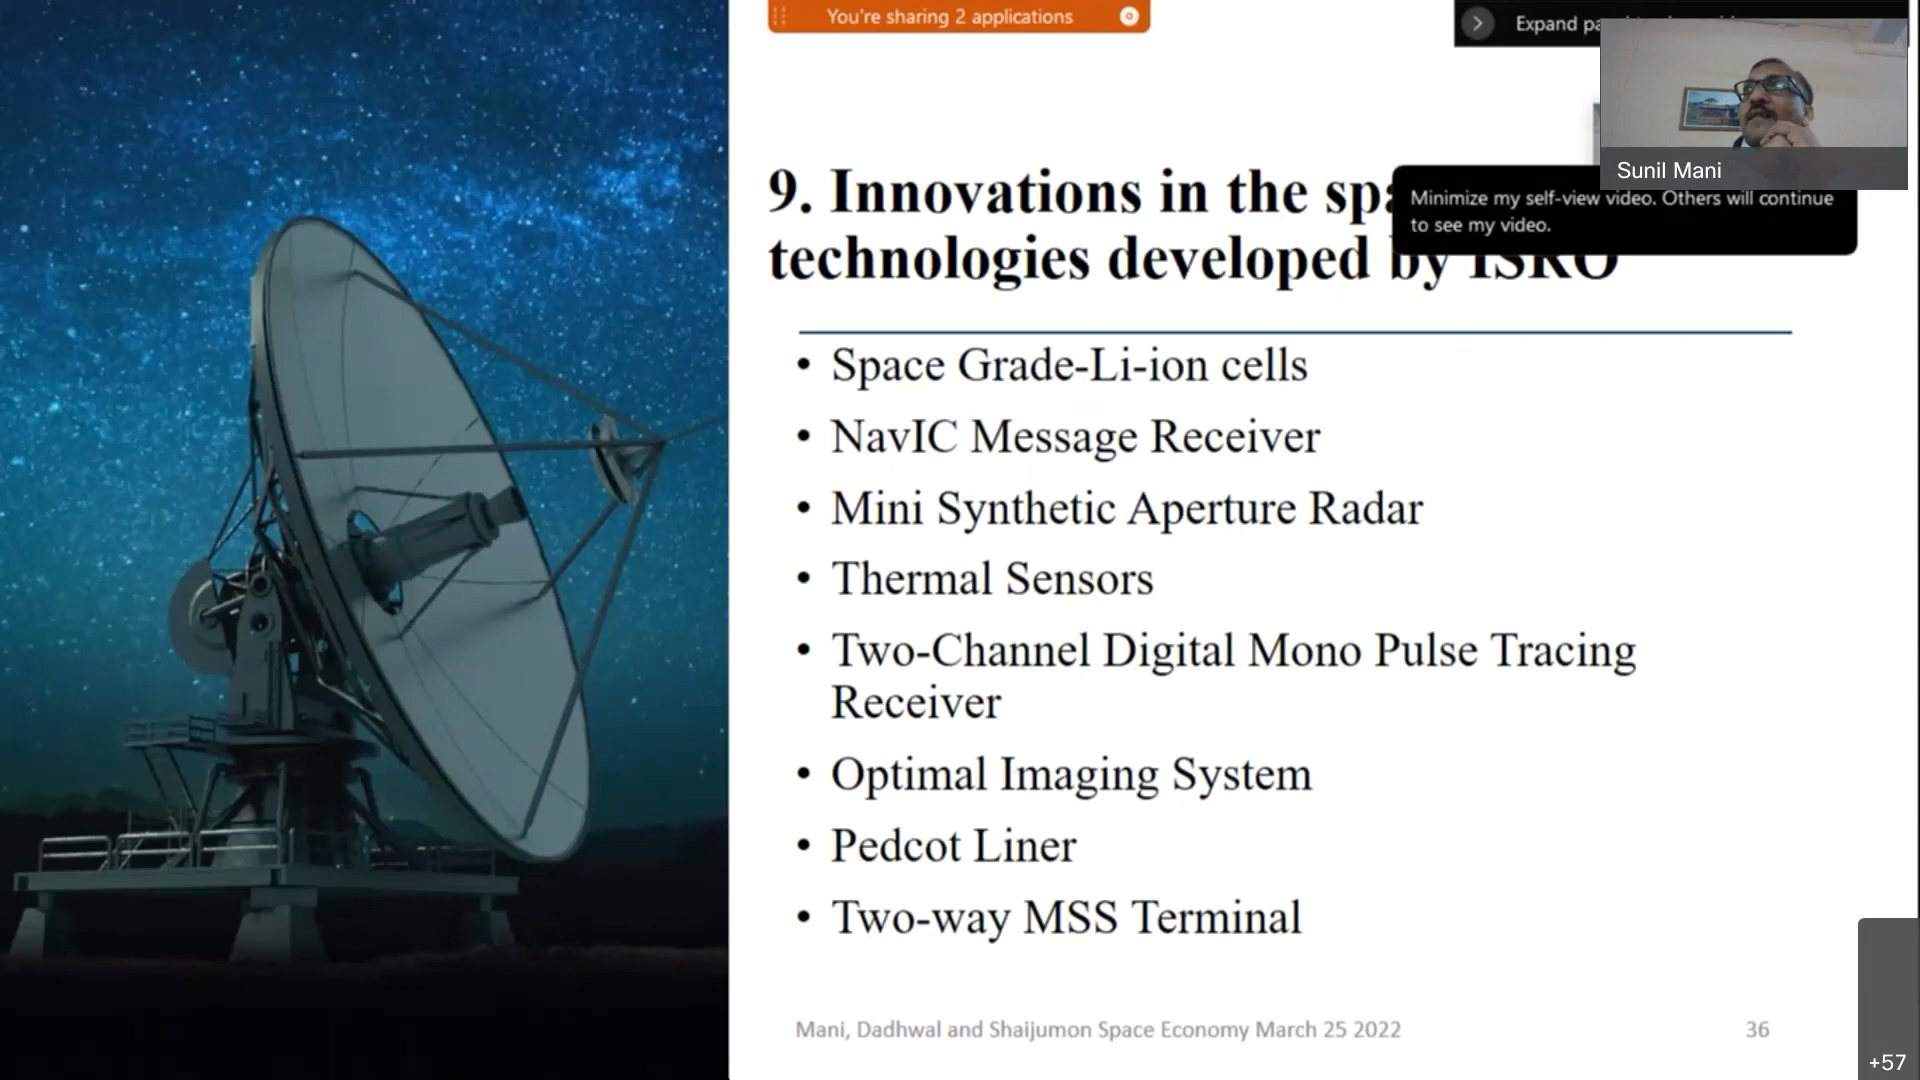 You're sharing 2 applications
Expand
Sunil Mani
Minimize my self-view video. Others will continue
to see my video.
9. Innovations in the
technologies developed by ISRO
• Space Grade-Li-ion cells
• NavIC Message Receiver
• Mini Synthetic Aperture Radar
• Thermal Sensors
• Two-Channel Digital Mono Pulse Tracing
Receiver
• Optimal Imaging System
• Pedcot Liner
• Two-way MSS Terminal
Mani, Dadhwal and Shaijumon Space Economy March 25 2022
36
+57